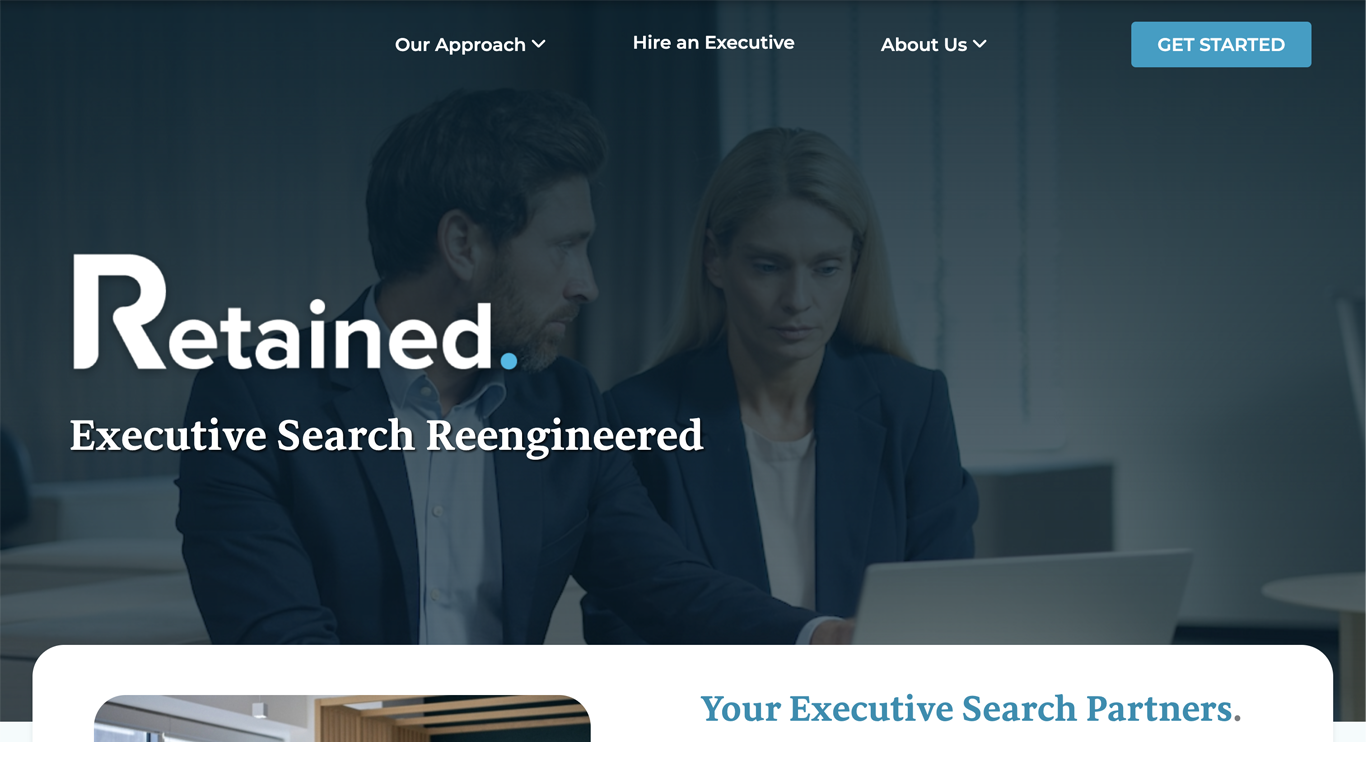 Our Approach
Hire an Executive
About Us
GET STARTED
Retained.
Executive Search Reengineered
Your Executive Search Partners.